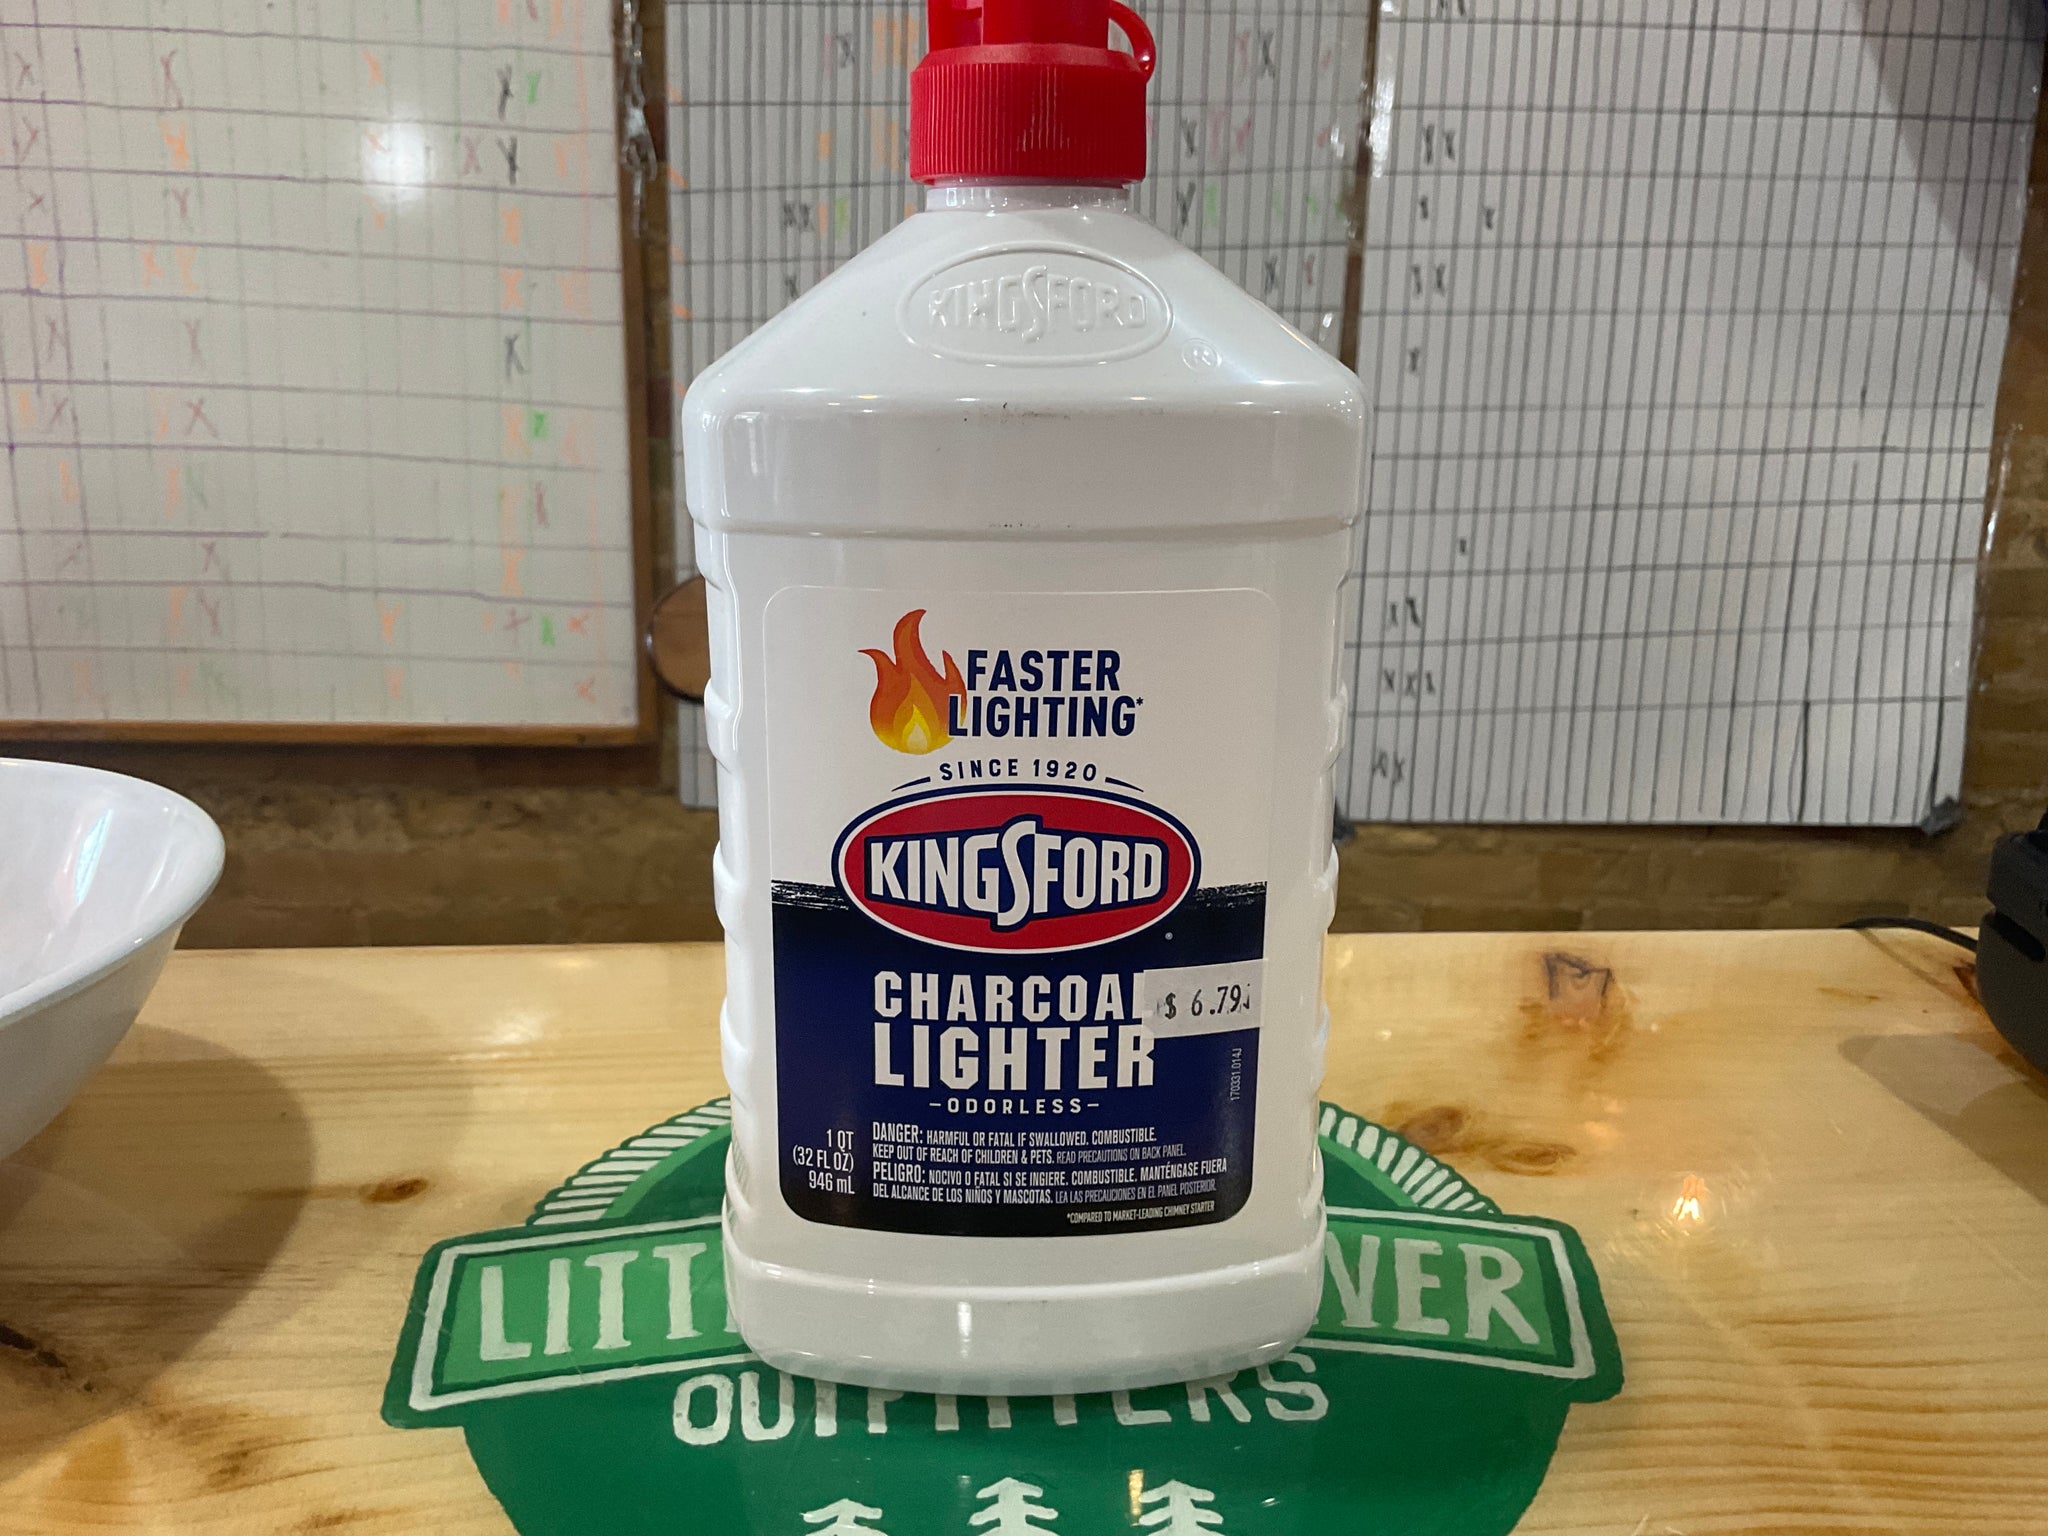 KINGSFORD
®
FASTER
LIGHTING*
SINCE 1920
KINGSFORD
®
CHARCOAL
$ 6.79
LIGHTER
-ODORLESS-
170331.014J
1 QT
(32 FL OZ)
946 mL
DANGER: HARMFUL OR FATAL IF SWALLOWED. COMBUSTIBLE.
KEEP OUT OF REACH OF CHILDREN & PETS. READ PRECAUTIONS ON BACK PANEL.
PELIGRO: NOCIVO O FATAL SI SE INGIERE. COMBUSTIBLE. MANTÉNGASE FUERA
DEL ALCANCE DE LOS NIÑOS Y MASCOTAS. LEA LAS PRECAUCIONES EN EL PANEL POSTERIOR.
*COMPARED TO MARKET-LEADING CHIMNEY STARTER
OUTFITTERS